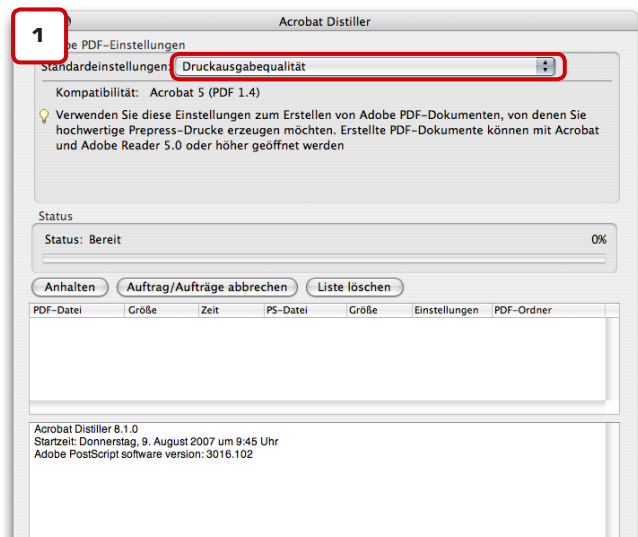 Acrobat Distiller
1
be PDF-Einstellungen
Standardeinstellungen: Druckausgabequalität
Kompatibilität: Acrobat 5 (PDF 1.4)
Verwenden Sie diese Einstellungen zum Erstellen von Adobe PDF-Dokumenten, von denen Sie
hochwertige Prepress-Drucke erzeugen möchten. Erstellte PDF-Dokumente können mit Acrobat
und Adobe Reader 5.0 oder höher geöffnet werden
Status
Status: Bereit 0%
Anhalten Auftrag/Aufträge abbrechen Liste löschen
PDF-Datei Größe Zeit PS-Datei Größe Einstellungen PDF-Ordner
Acrobat Distiller 8.1.0
Startzeit: Donnerstag, 9. August 2007 um 9:45 Uhr
Adobe PostScript software version: 3016.102